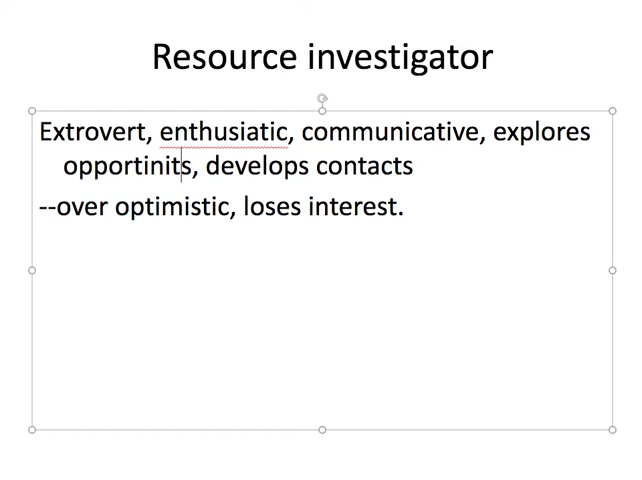 Resource investigator
Extrovert, enthusiatic, communicative, explores
opportinits, develops contacts
--over optimistic, loses interest.